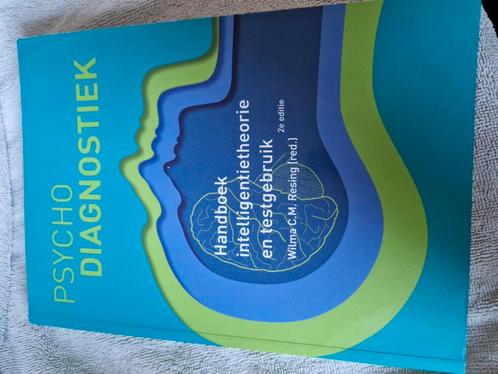 PSYCHO
DIAGNOSTIEK
Handboek
intelligentietheorie
en testgebruik
2e editie
Wilma C.M. Resing (red.)